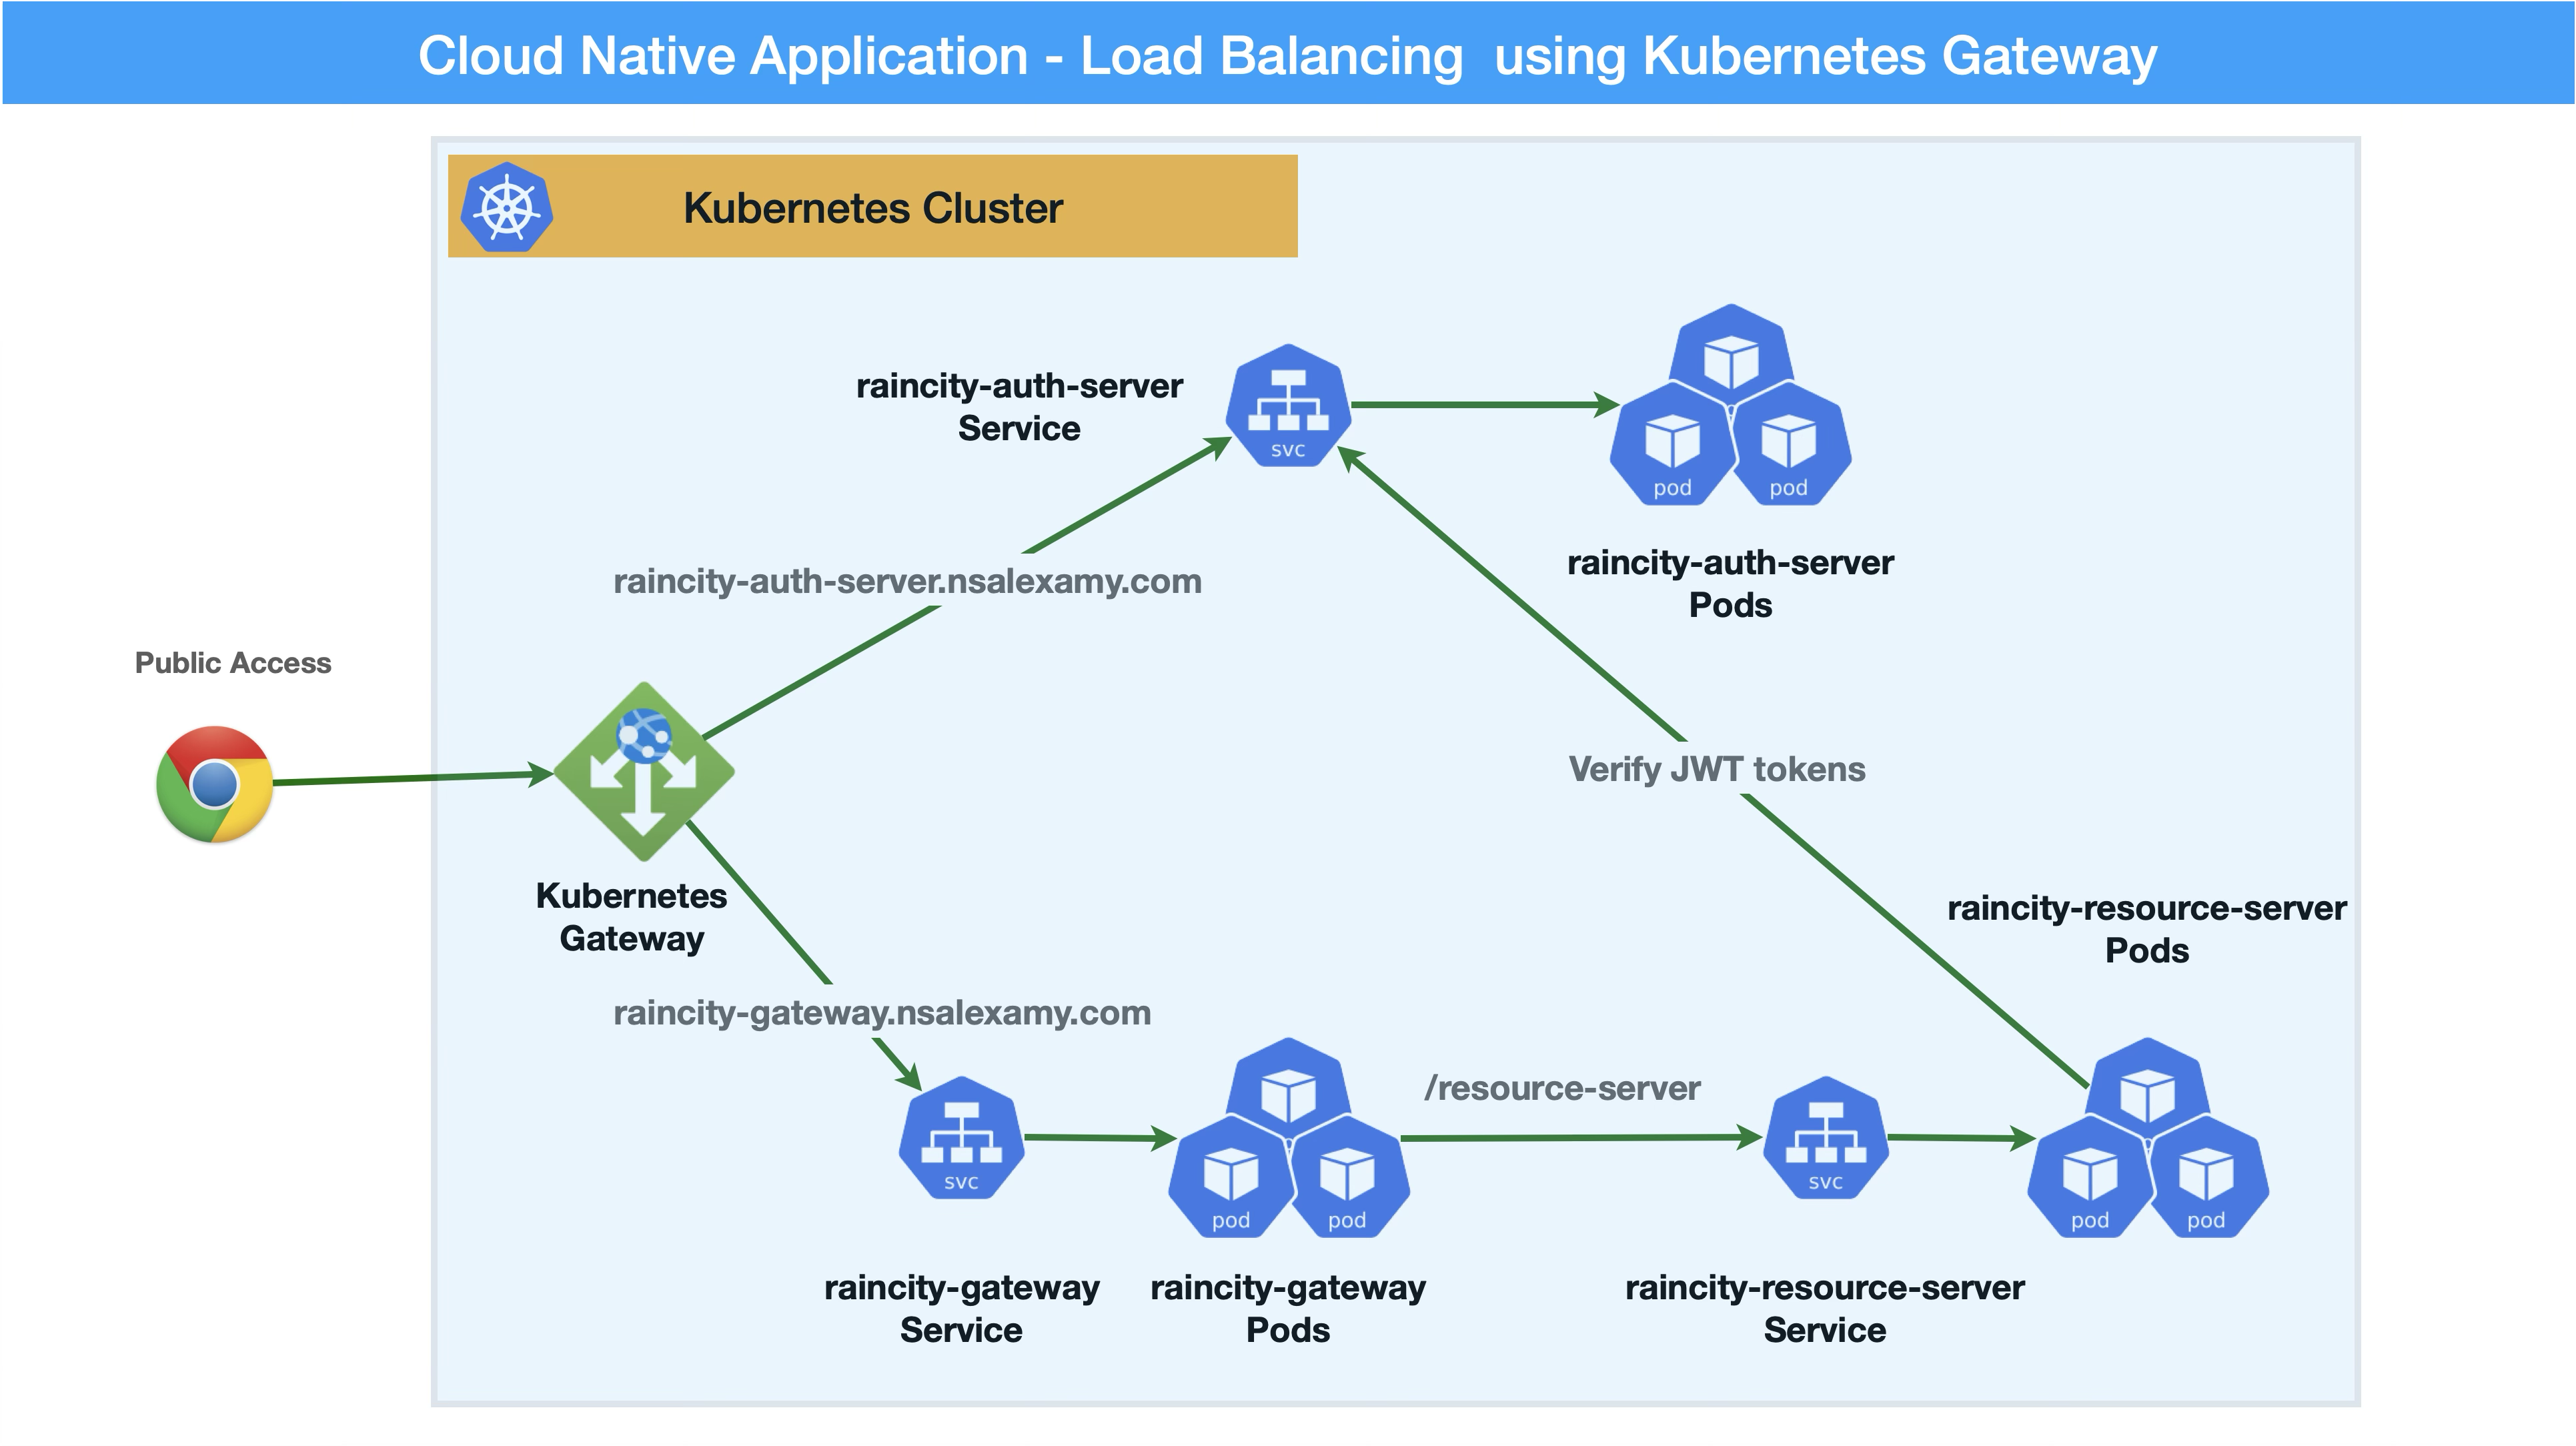 Cloud Native Application - Load Balancing  using Kubernetes Gateway
Kubernetes Cluster
raincity-auth-server
Service
svc
pod
pod
raincity-auth-server
Pods
raincity-auth-server.nsalexamy.com
Public Access
Verify JWT tokens
Kubernetes
Gateway
raincity-resource-server
Pods
raincity-gateway.nsalexamy.com
/resource-server
svc
pod
pod
svc
pod
pod
raincity-gateway
Service
raincity-gateway
Pods
raincity-resource-server
Service